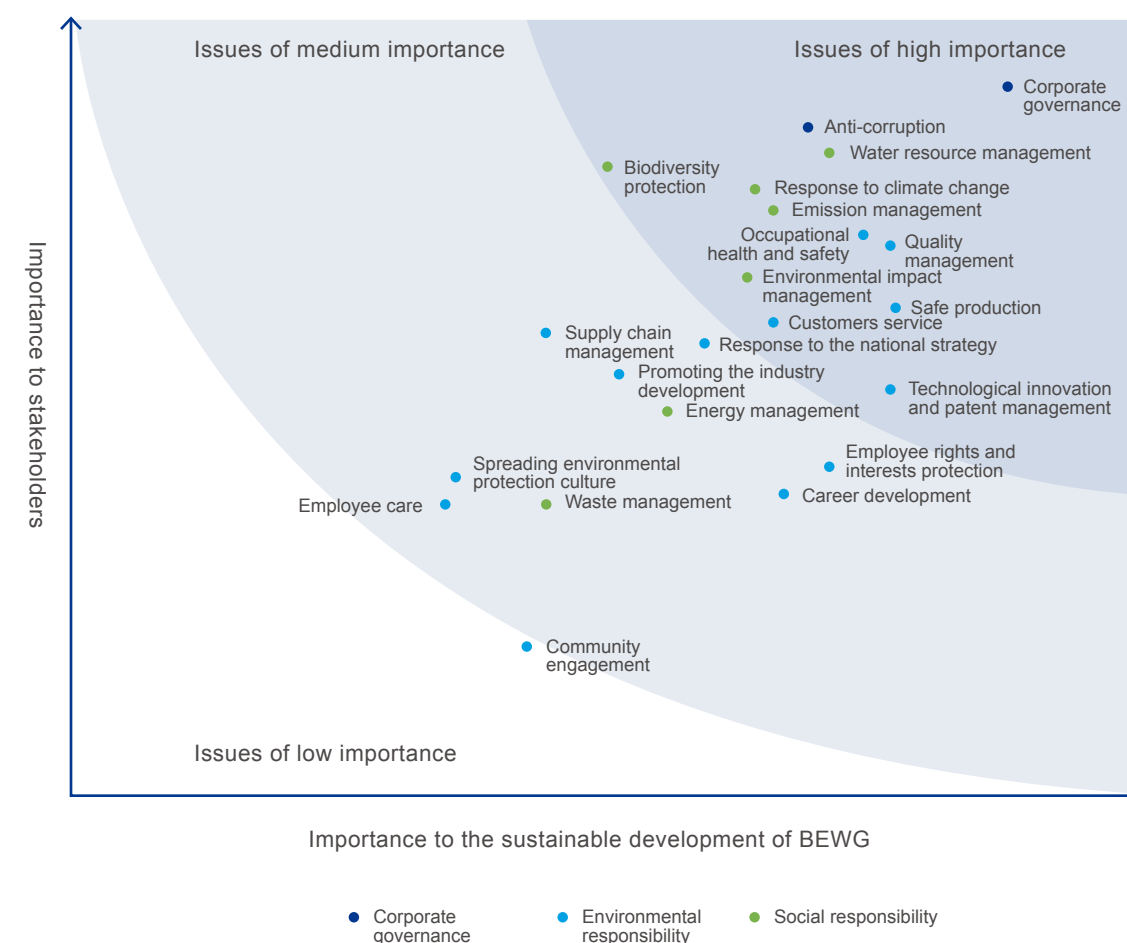 Issues of medium importance
Issues of high importance
Corporate
governance
Anti-corruption
Water resource management
Biodiversity
protection
Response to climate change
Emission management
Occupational
health and safety
Quality
management
Environmental impact
management
Safe production
Customers service
Supply chain
management
Response to the national strategy
Promoting the industry
development
Technological innovation
and patent management
Energy management
Employee rights and
interests protection
Spreading environmental
protection culture
Career development
Employee care
Waste management
Community
engagement
Issues of low importance
Importance to stakeholders
Importance to the sustainable development of BEWG
Corporate
governance
Environmental
responsibility
Social responsibility